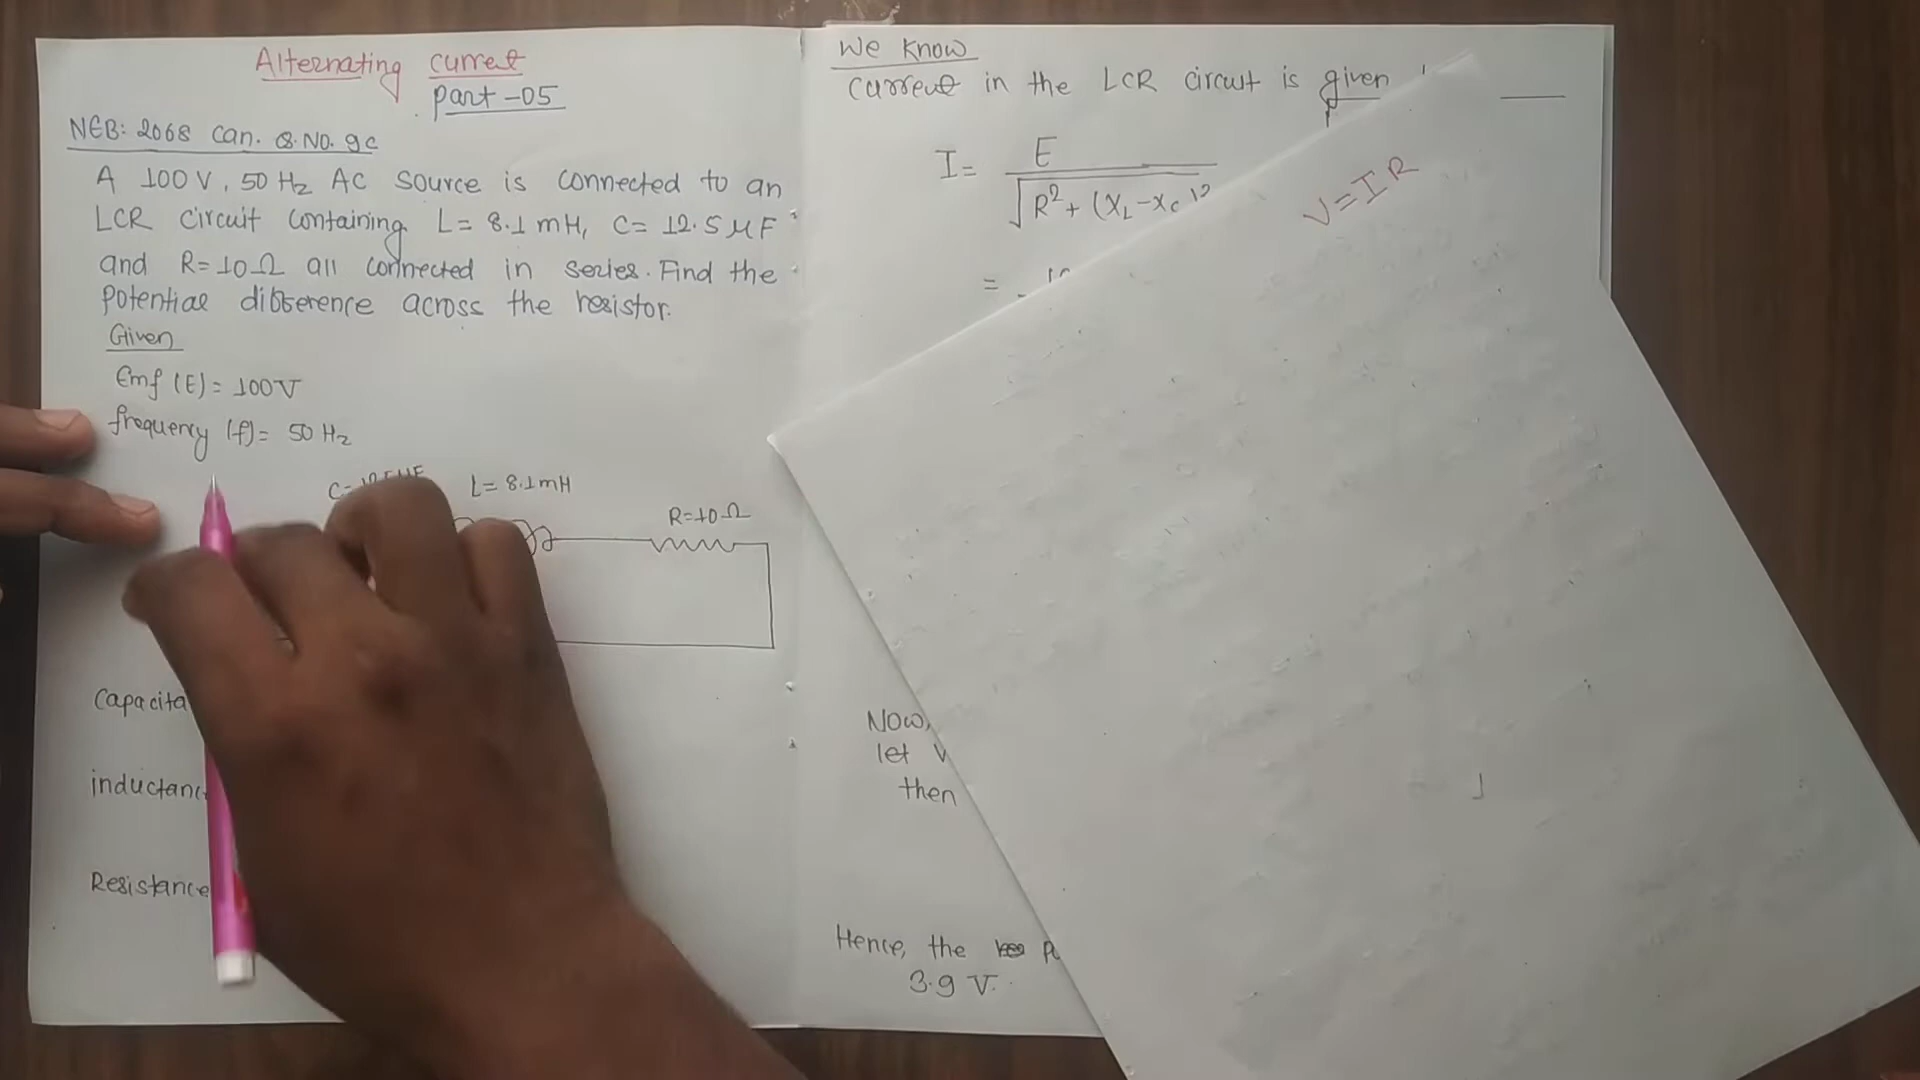 Alternating current
part-05
NEB: 2068 Can. Q.NO. 9c
A 100 V, 50 Hz AC Source is connected to an
LCR circuit containing L= 8.1 mH, C= 12.5 μF
and R=10 Ω all connected in series. Find the
potential difference across the resistor.
Given
Emf (E)= 100V
frequency (f)= 50 Hz
L= 8.1mH
R=10 Ω
Capacita
inductanc
Resistance
We know
Current in the LCR circuit is given
I= E
√R²+ (XL-XC)²
=
V=IR
Now,
let V
then
Hence, the
3.9 V.